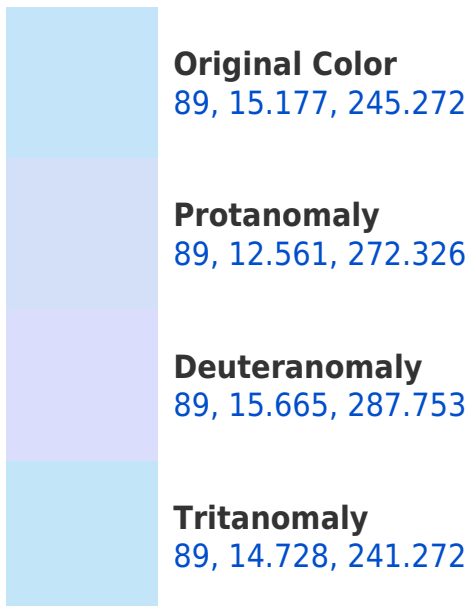 Original Color
89, 15.177, 245.272
Protanomaly
89, 12.561, 272.326
Deuteranomaly
89, 15.665, 287.753
Tritanomaly
89, 14.728, 241.272